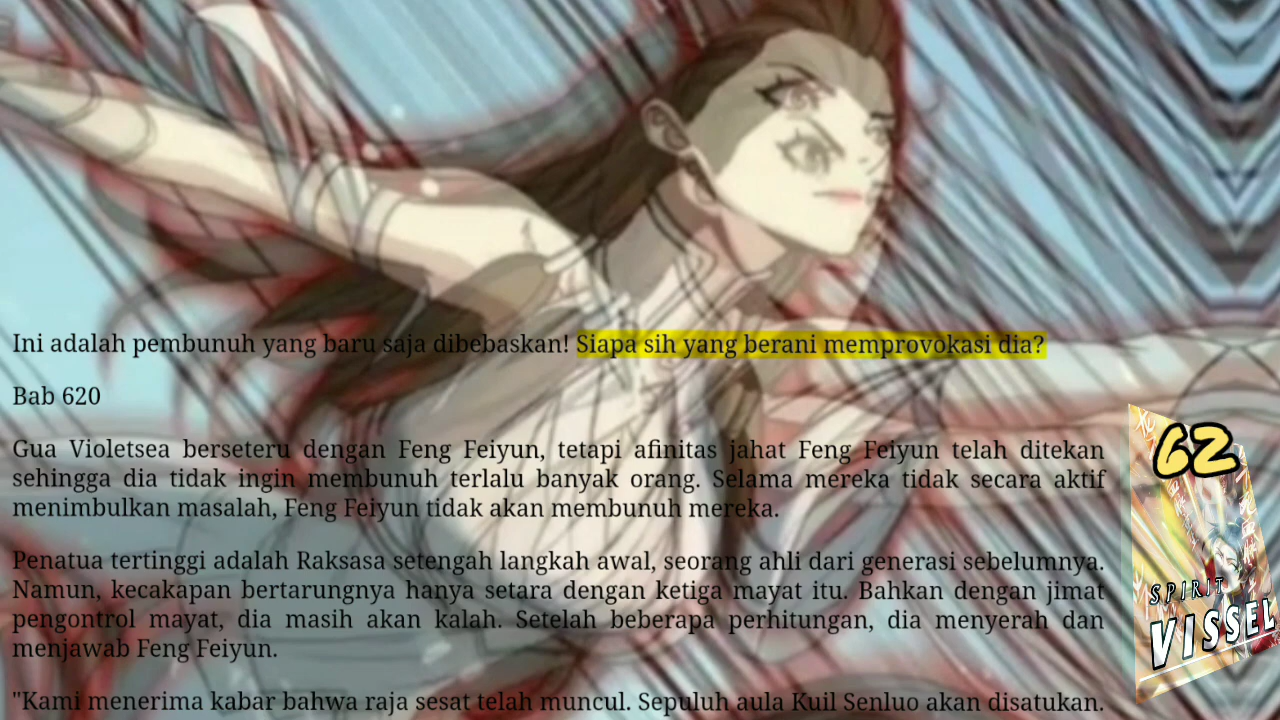 Ini adalah pembunuh yang baru saja dibebaskan! Siapa sih yang berani memprovokasi dia?
Bab 620
Gua Violetsea berseteru dengan Feng Feiyun, tetapi afinitas jahat Feng Feiyun telah ditekan
sehingga dia tidak ingin membunuh terlalu banyak orang. Selama mereka tidak secara aktif
menimbulkan masalah, Feng Feiyun tidak akan membunuh mereka.
Penatua tertinggi adalah Raksasa setengah langkah awal, seorang ahli dari generasi sebelumnya.
Namun, kecakapan bertarungnya hanya setara dengan ketiga mayat itu. Bahkan dengan jimat
pengontrol mayat, dia masih akan kalah. Setelah beberapa perhitungan, dia menyerah dan
menjawab Feng Feiyun.
"Kami menerima kabar bahwa raja sesat telah muncul. Sepuluh aula Kuil Senluo akan disatukan.
62
SPIRIT
VISSEL